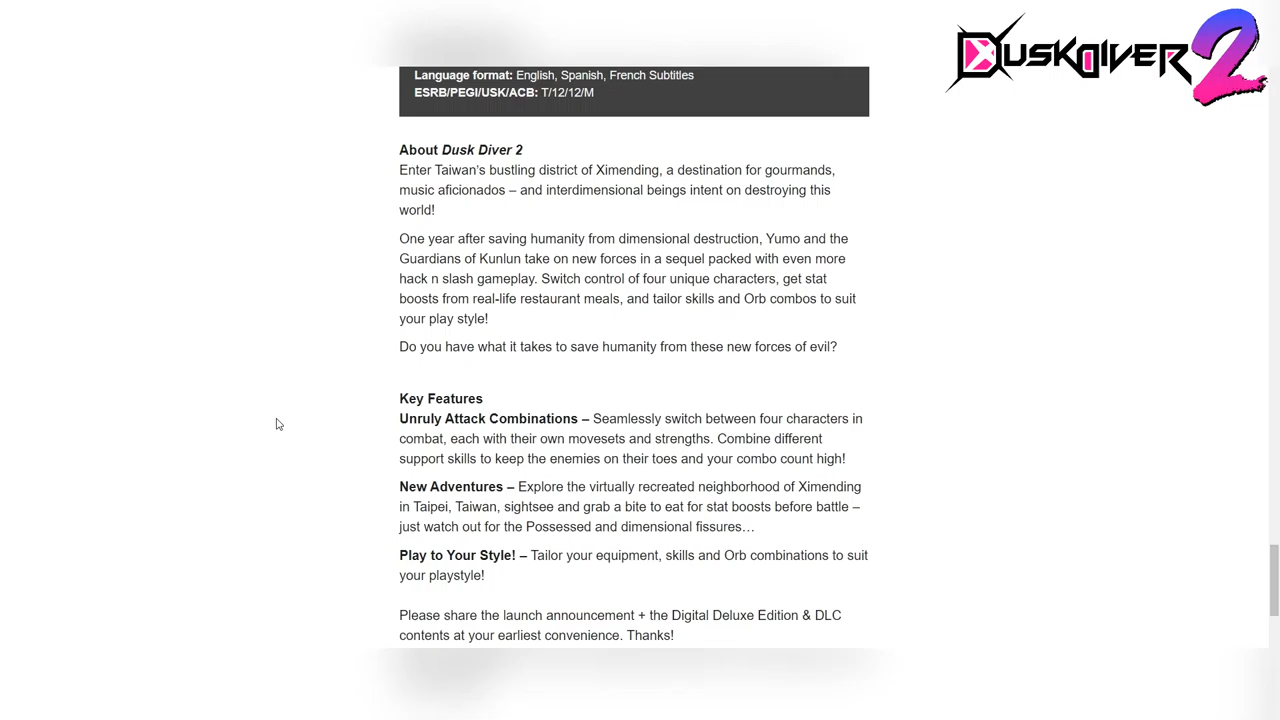 DUSKDIVER 2
Language format: English, Spanish, French Subtitles
ESRB/PEGI/USK/ACB: T/12/12/M
About Dusk Diver 2
Enter Taiwan's bustling district of Ximending, a destination for gourmands,
music aficionados – and interdimensional beings intent on destroying this
world!
One year after saving humanity from dimensional destruction, Yumo and the
Guardians of Kunlun take on new forces in a sequel packed with even more
hack n slash gameplay. Switch control of four unique characters, get stat
boosts from real-life restaurant meals, and tailor skills and Orb combos to suit
your play style!
Do you have what it takes to save humanity from these new forces of evil?
Key Features
Unruly Attack Combinations – Seamlessly switch between four characters in
combat, each with their own movesets and strengths. Combine different
support skills to keep the enemies on their toes and your combo count high!
New Adventures – Explore the virtually recreated neighborhood of Ximending
in Taipei, Taiwan, sightsee and grab a bite to eat for stat boosts before battle –
just watch out for the Possessed and dimensional fissures…
Play to Your Style! – Tailor your equipment, skills and Orb combinations to suit
your playstyle!
Please share the launch announcement + the Digital Deluxe Edition & DLC
contents at your earliest convenience. Thanks!